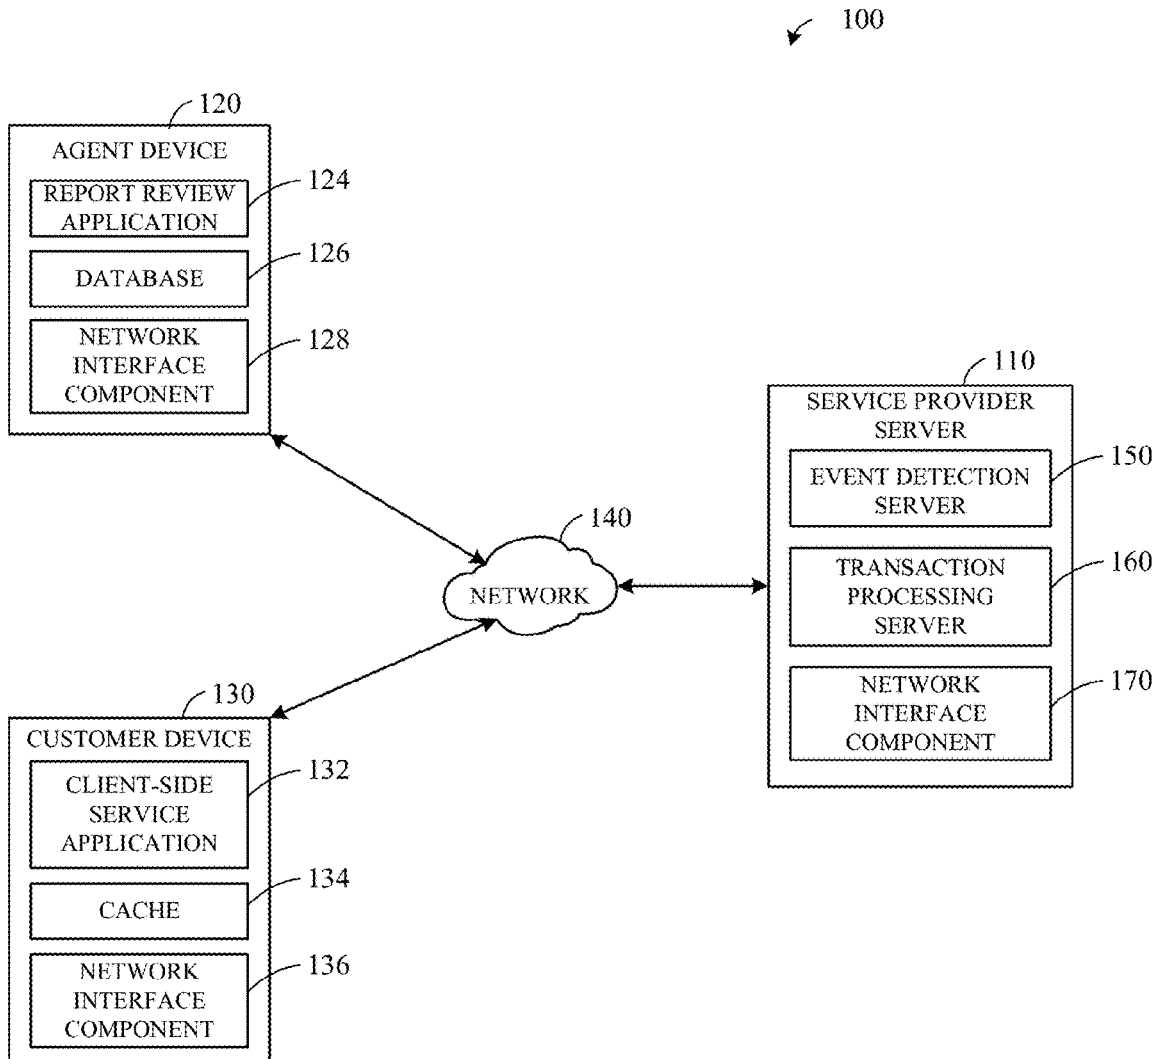 100
120
AGENT DEVICE
REPORT REVIEW
APPLICATION
124
DATABASE
126
NETWORK
INTERFACE
COMPONENT
128
110
SERVICE PROVIDER
SERVER
EVENT DETECTION
SERVER
150
TRANSACTION
PROCESSING
SERVER
160
NETWORK
INTERFACE
COMPONENT
170
140
NETWORK
130
CUSTOMER DEVICE
CLIENT-SIDE
SERVICE
APPLICATION
132
CACHE
134
NETWORK
INTERFACE
COMPONENT
136